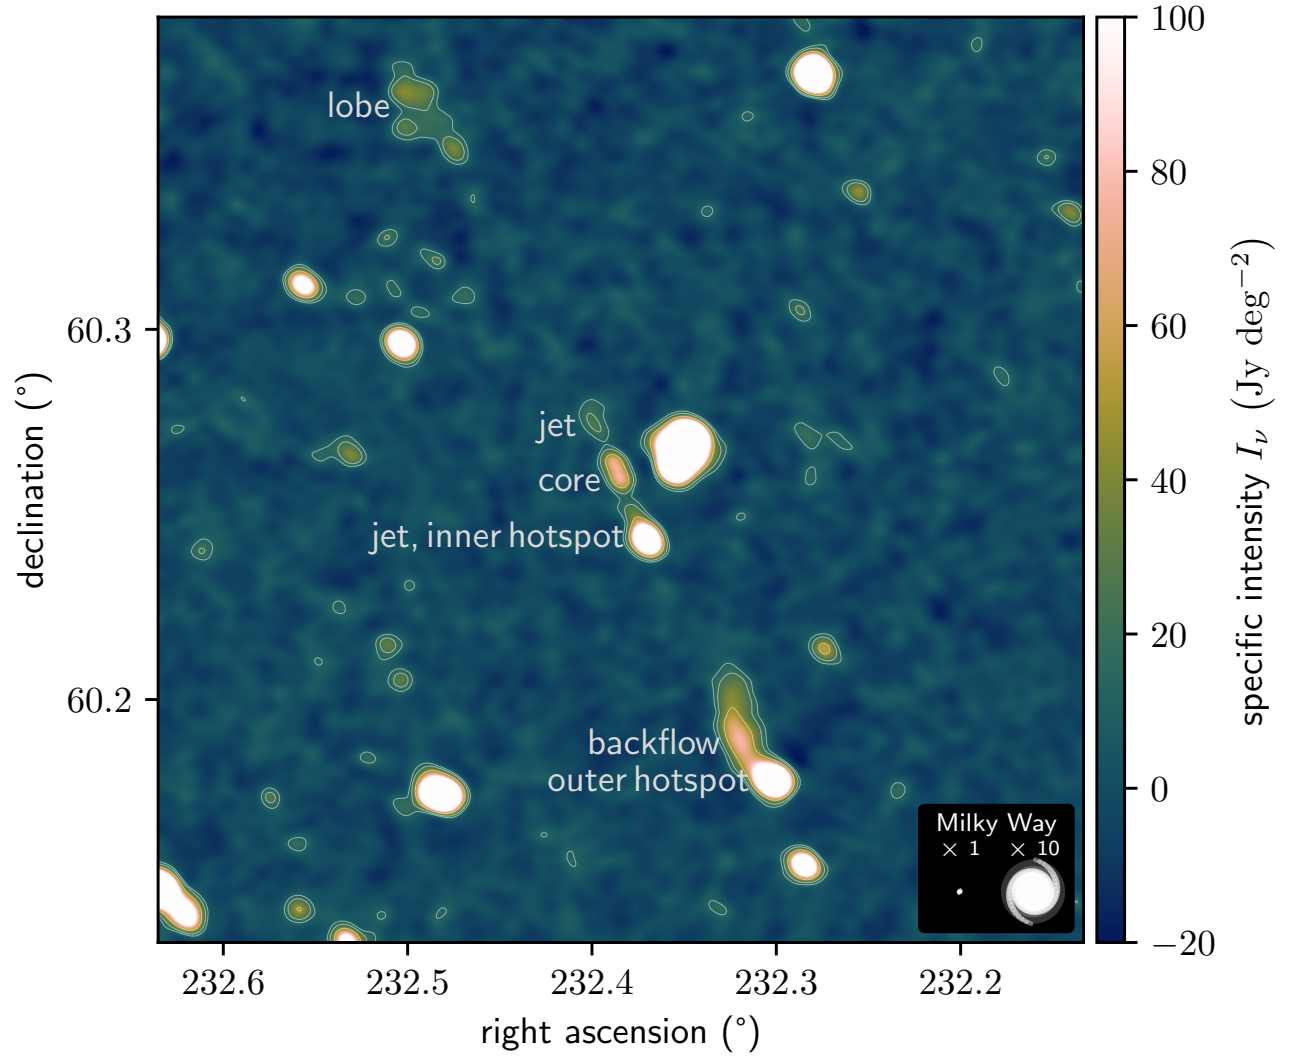 lobe
jet
core
jet, inner hotspot
backflow
outer hotspot
Milky Way
× 1 × 10
60.3
60.2
declination (°)
232.6 232.5 232.4 232.3 232.2
right ascension (°)
100
80
60
40
20
0
−20
specific intensity Iν (Jy deg−2)